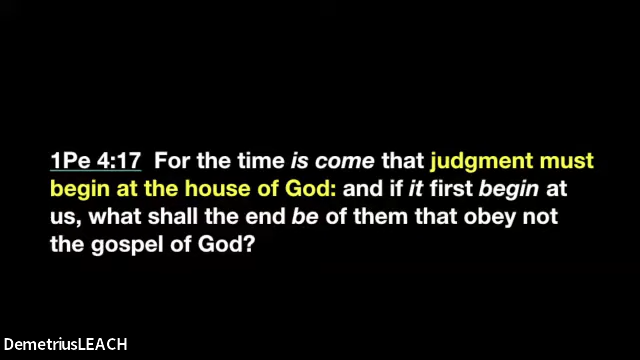 1Pe 4:17 For the time is come that judgment must
begin at the house of God: and if it first begin at
us, what shall the end be of them that obey not
the gospel of God?
DemetriusLEACH